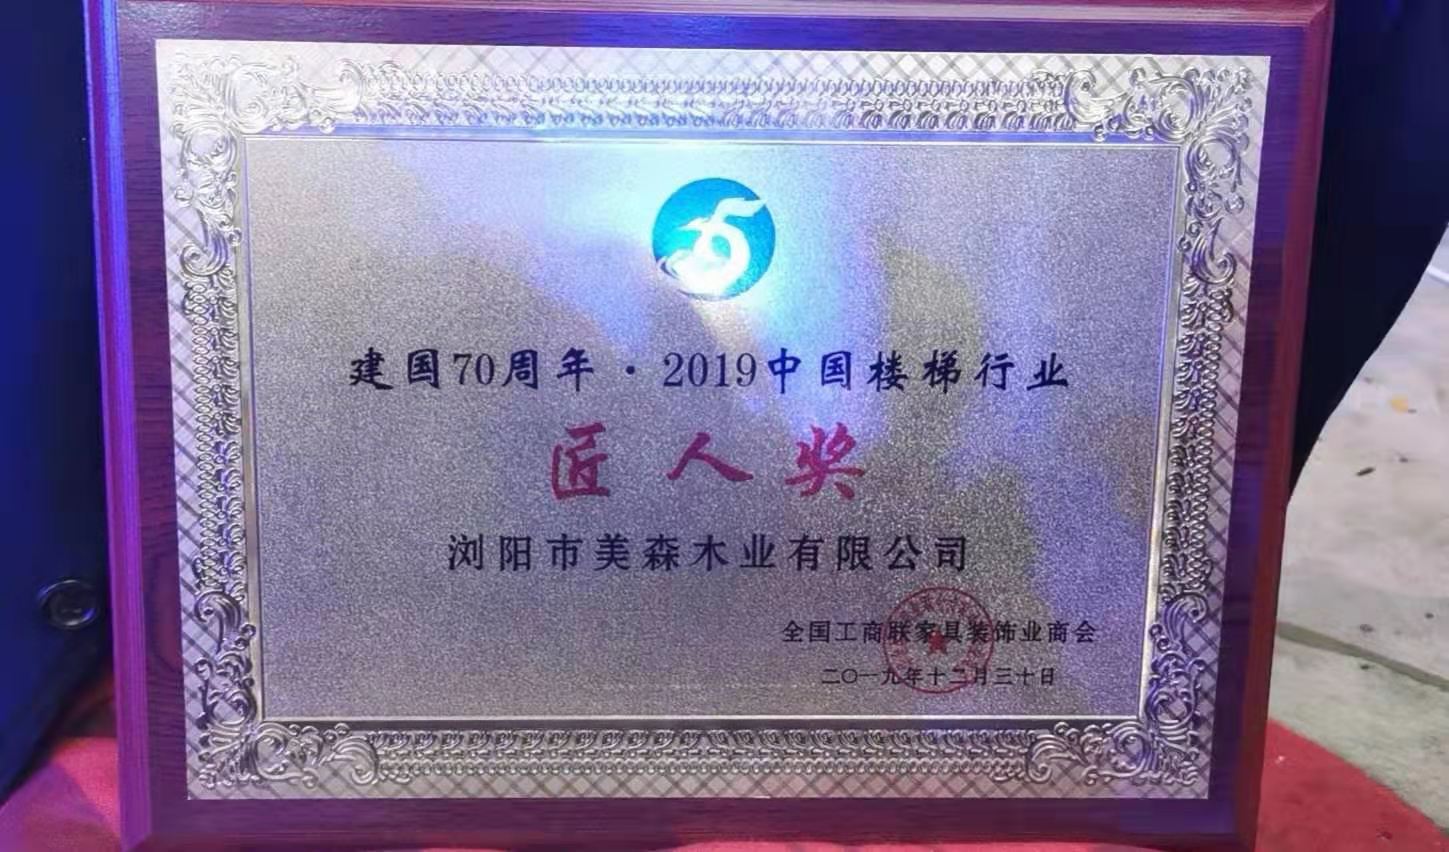 建国70周年·2019中国楼梯行业
匠人奖
浏阳市美森木业有限公司
全国工商联家具装饰业商会
二〇一九年十二月三十日